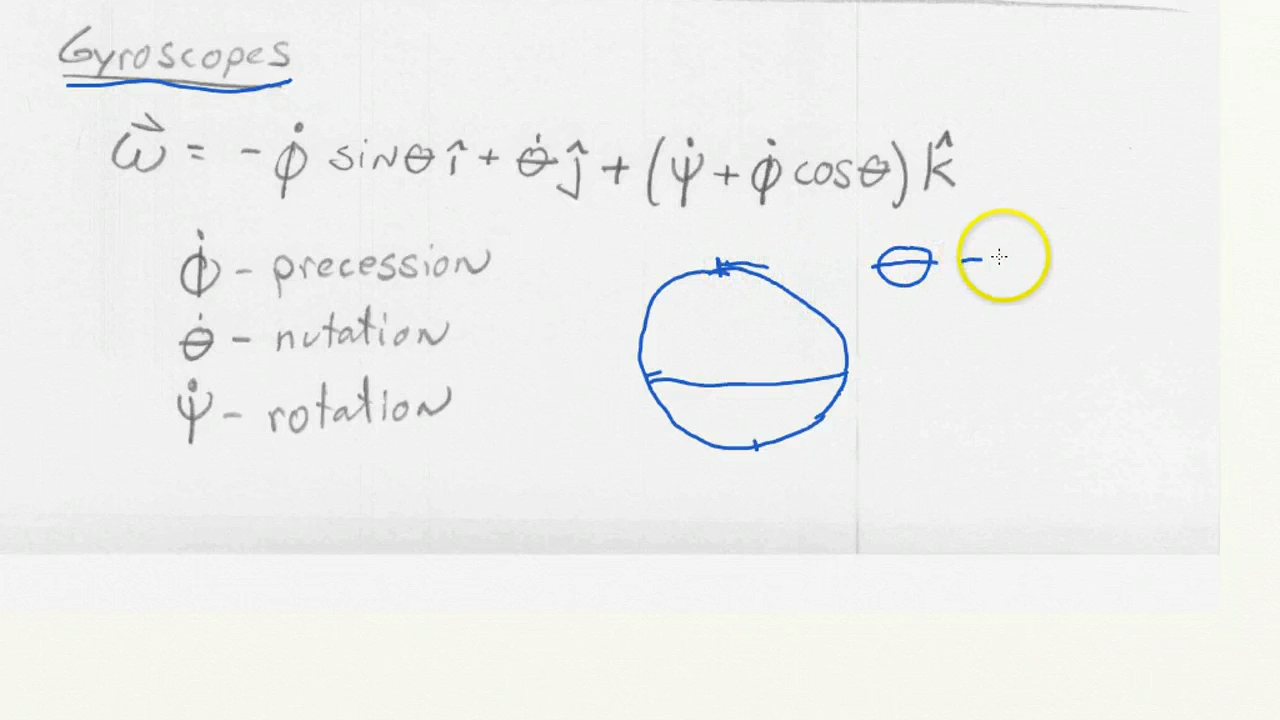 Gyroscopes
ω⃗ = - φ̇ sinθ î + θ̇ ĵ + (ψ̇ + φ̇ cosθ) k̂
φ̇ - precession
θ̇ - nutation
ψ̇ - rotation
θ -